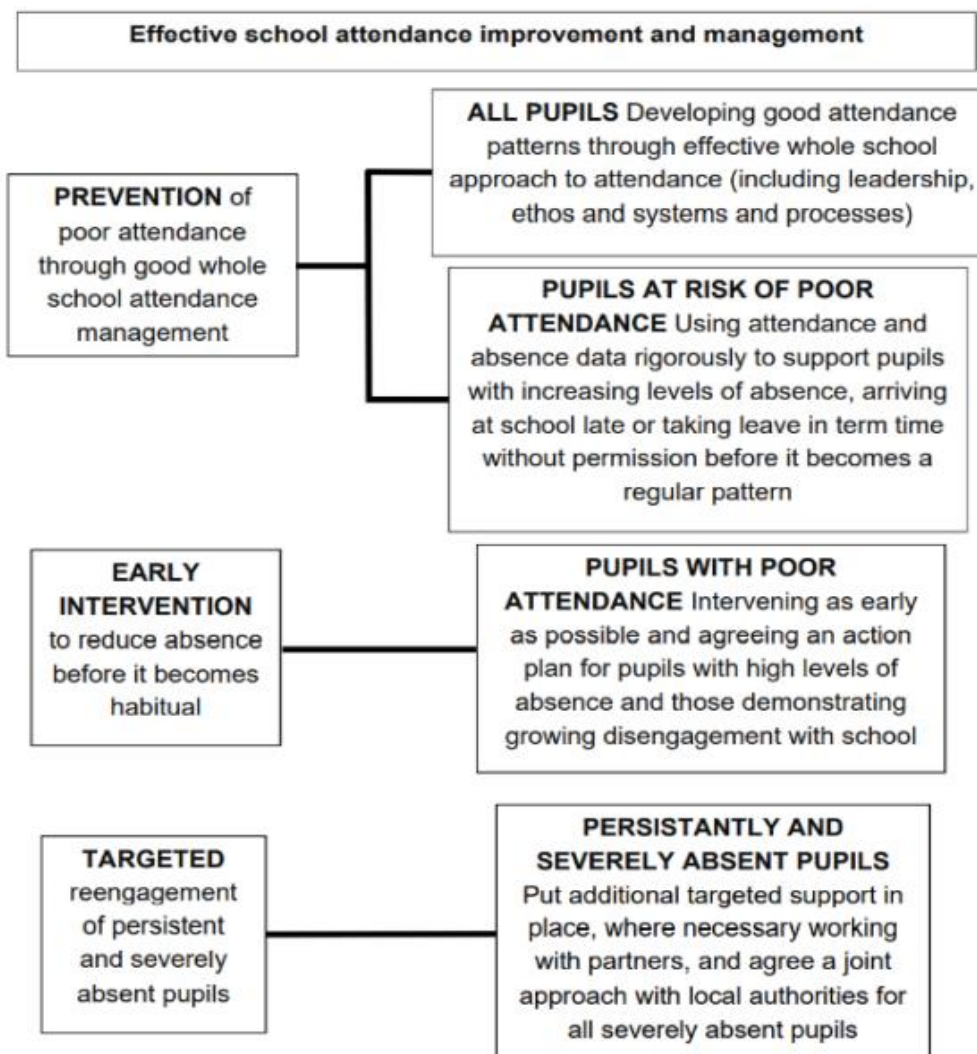 Effective school attendance improvement and management
ALL PUPILS Developing good attendance
patterns through effective whole school
approach to attendance (including leadership,
ethos and systems and processes)
PREVENTION of
poor attendance
through good whole
school attendance
management
PUPILS AT RISK OF POOR
ATTENDANCE Using attendance and
absence data rigorously to support pupils
with increasing levels of absence, arriving
at school late or taking leave in term time
without permission before it becomes a
regular pattern
EARLY
INTERVENTION
to reduce absence
before it becomes
habitual
PUPILS WITH POOR
ATTENDANCE Intervening as early
as possible and agreeing an action
plan for pupils with high levels of
absence and those demonstrating
growing disengagement with school
TARGETED
reengagement
of persistent
and severely
absent pupils
PERSISTANTLY AND
SEVERELY ABSENT PUPILS
Put additional targeted support in
place, where necessary working
with partners, and agree a joint
approach with local authorities for
all severely absent pupils